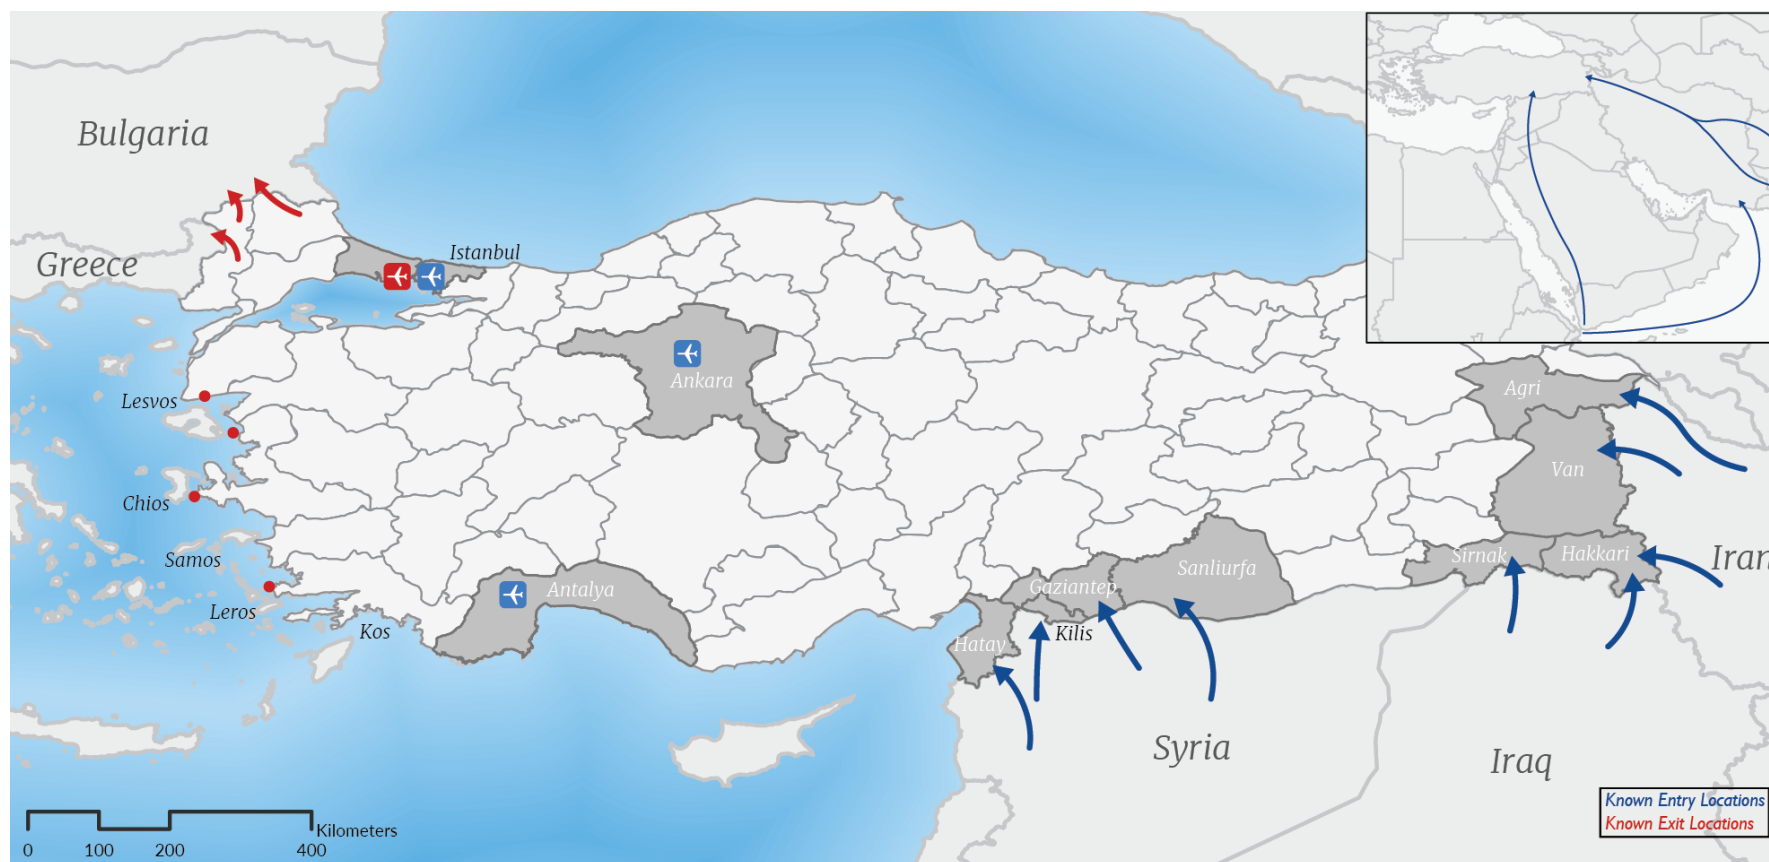 Bulgaria
Greece
Istanbul
Ankara
Agri
Lesvos
Van
Chios
Samos
Leros
Kos
Antalya
Gaziantep
Sanliurfa
Sirnak
Hakkari
Iran
Hatay
Kilis
Syria
Iraq
Known Entry Locations
Known Exit Locations
Kilometers
0 100 200 400